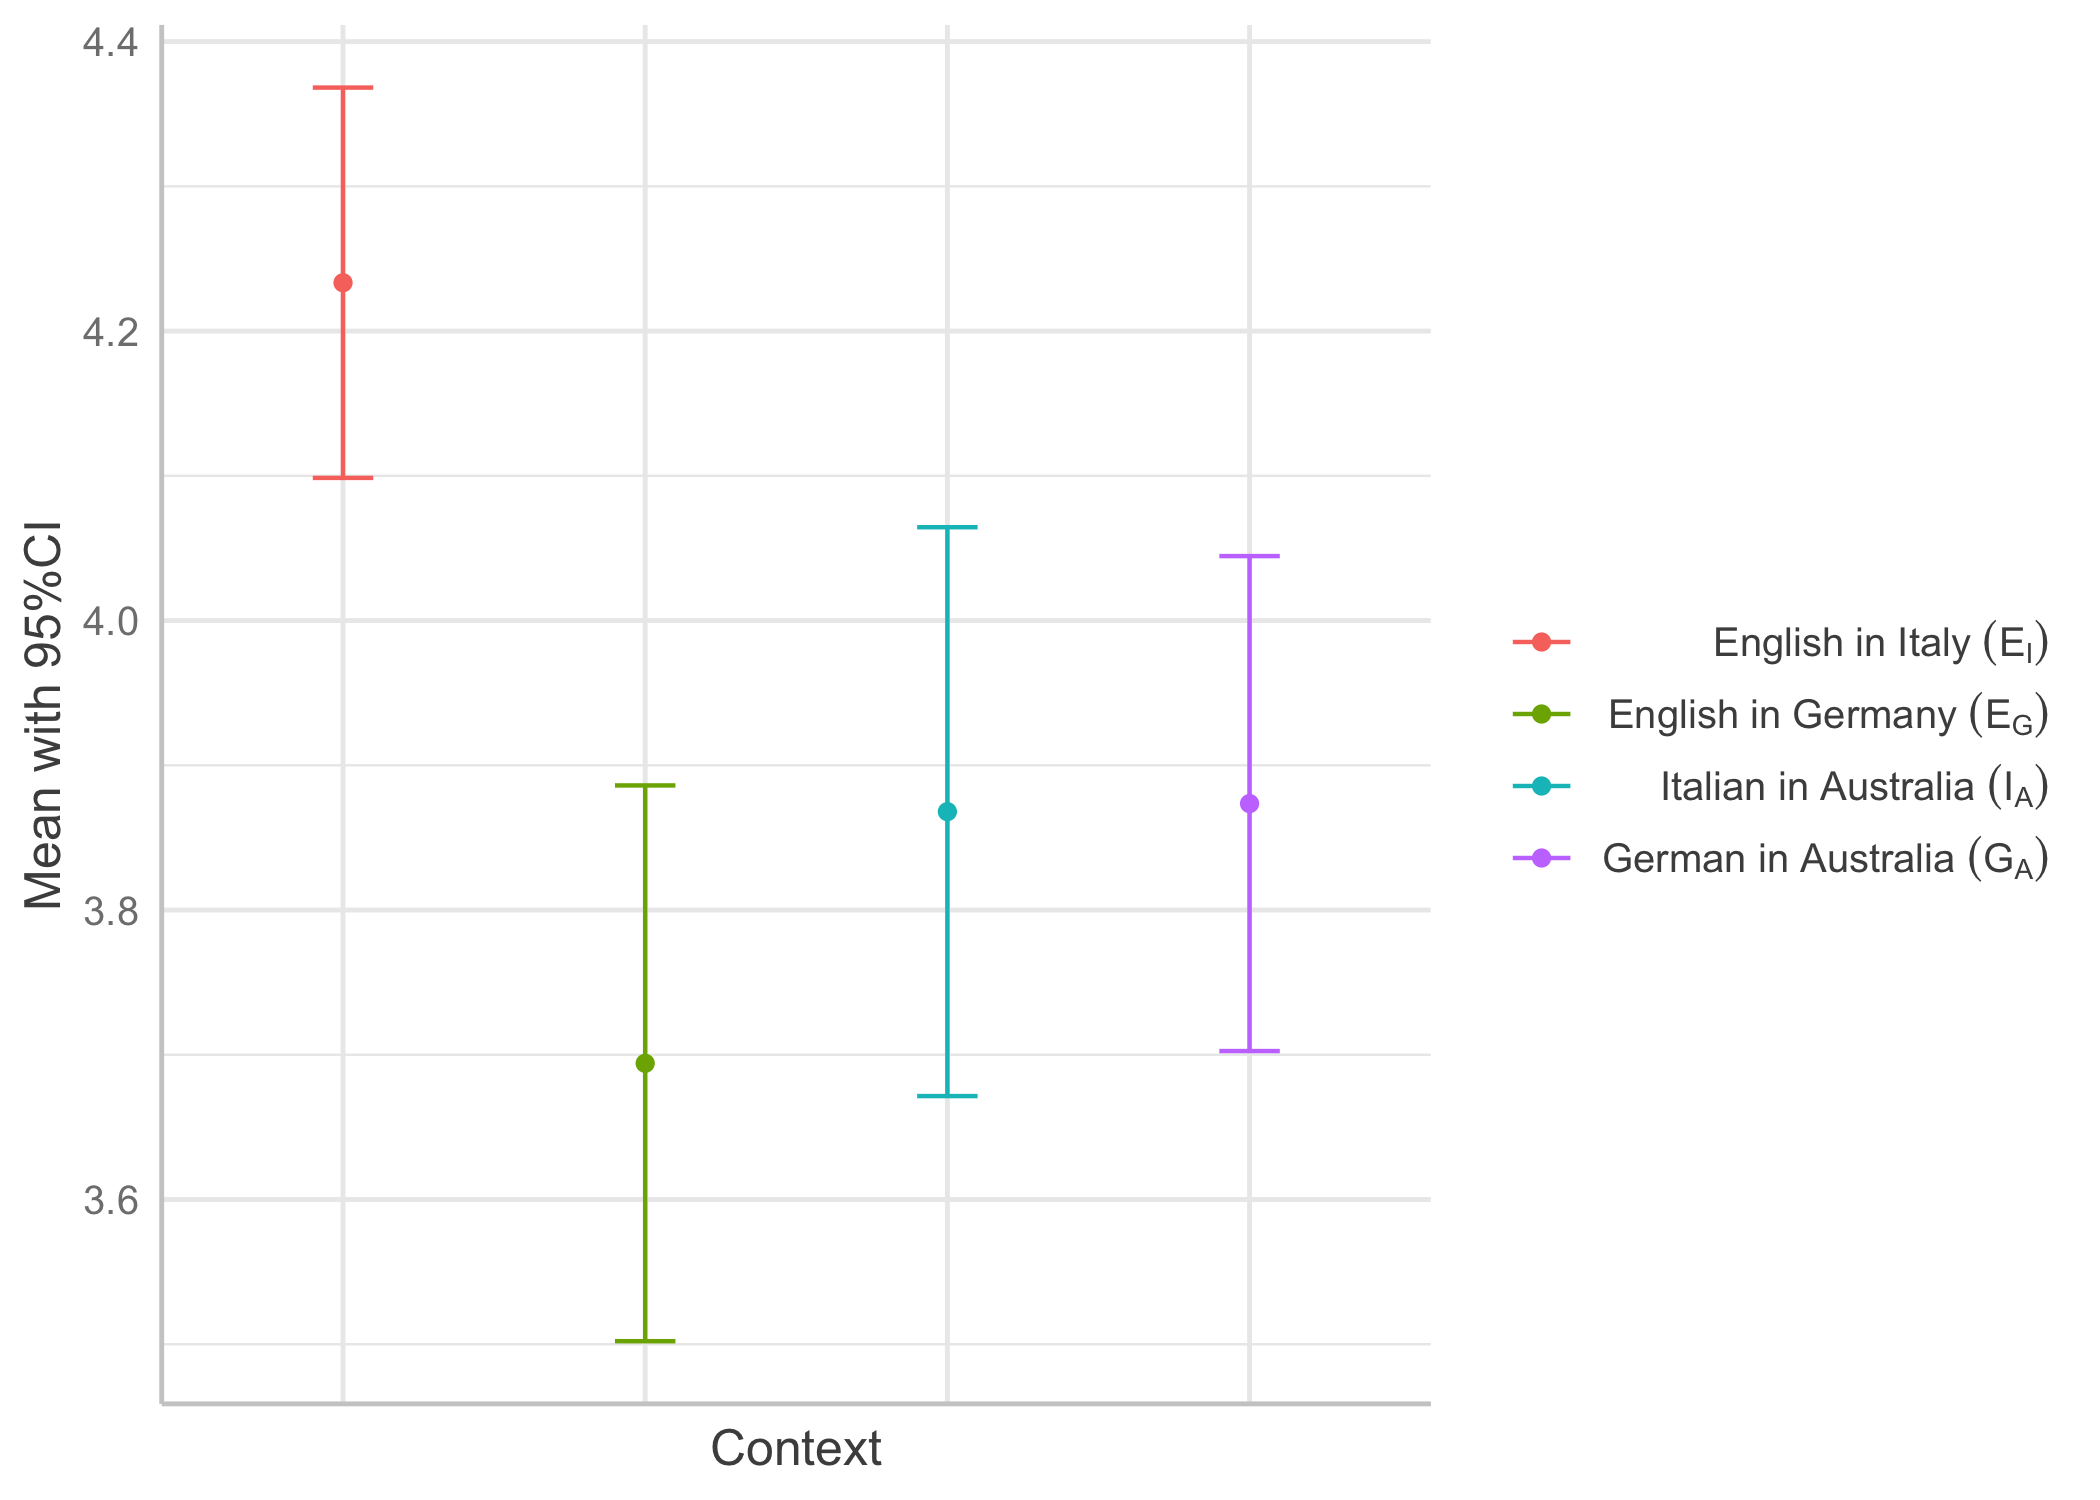 4.4
4.2
4.0
3.8
3.6
Mean with 95%CI
Context
English in Italy (E_I)
English in Germany (E_G)
Italian in Australia (I_A)
German in Australia (G_A)